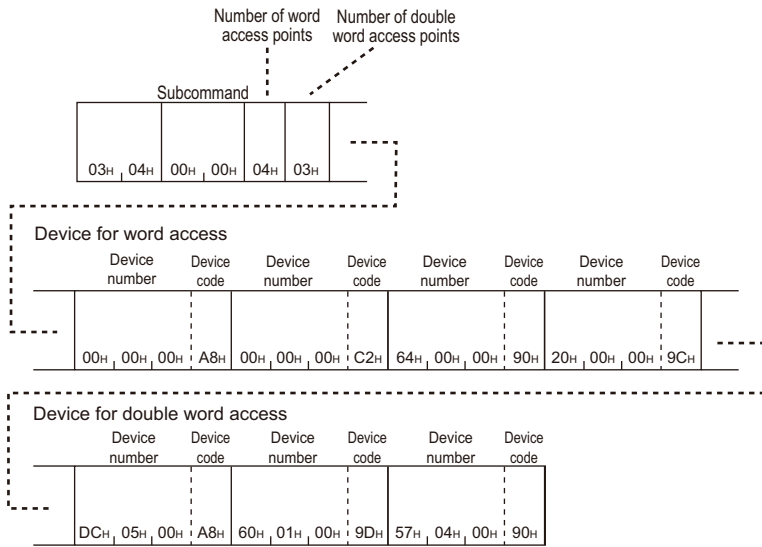 Number of word access points
Number of double word access points
Subcommand
03H 04H 00H 00H 04H 03H
Device for word access
Device number Device code Device number Device code Device number Device code Device number Device code
00H 00H 00H A8H 00H 00H 00H C2H 64H 00H 00H 90H 20H 00H 00H 9CH
Device for double word access
Device number Device code Device number Device code Device number Device code
DCH 05H 00H A8H 60H 01H 00H 9DH 57H 04H 00H 90H